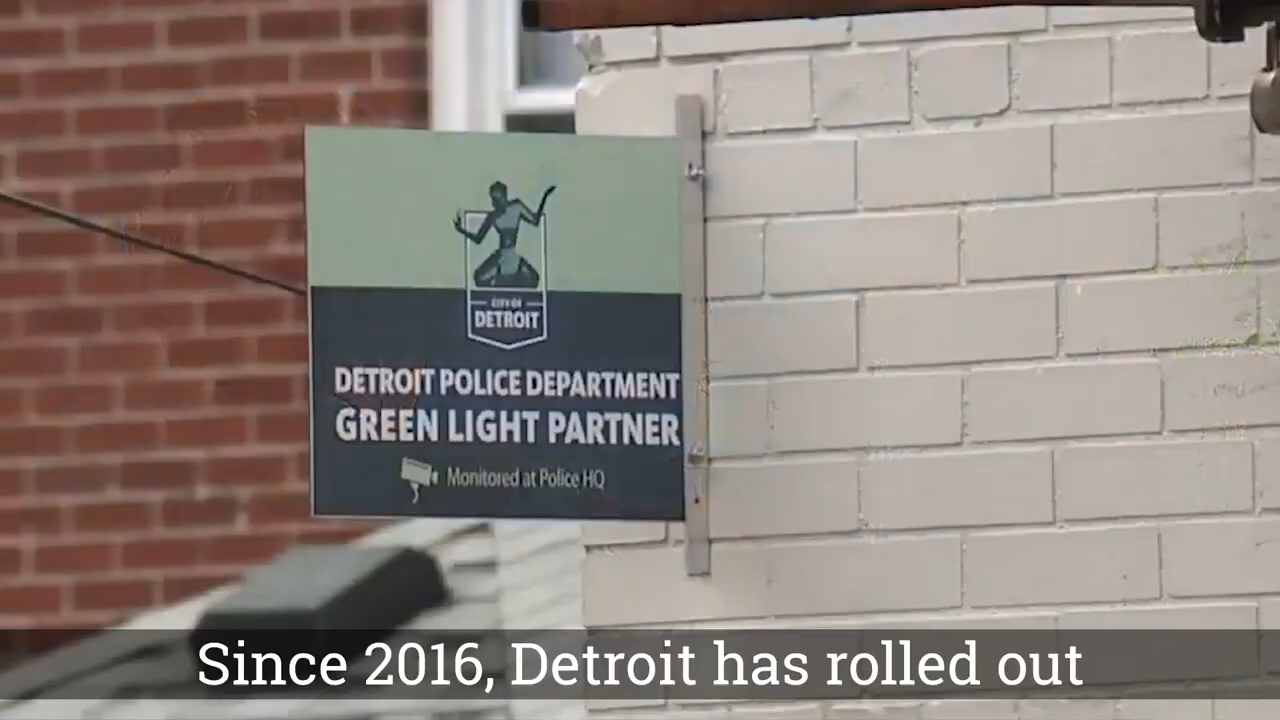 CITY OF
DETROIT
DETROIT POLICE DEPARTMENT
GREEN LIGHT PARTNER
Monitored at Police HQ
Since 2016, Detroit has rolled out